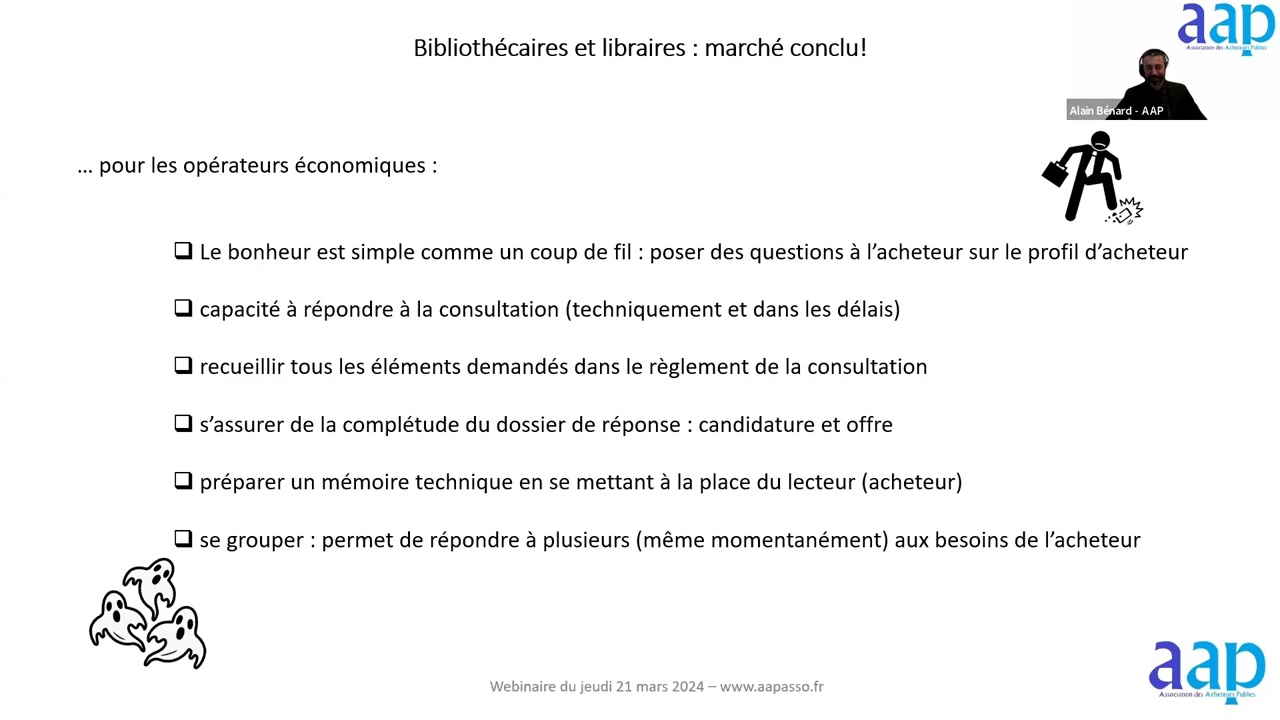 Bibliothécaires et libraires : marché conclu!
aap
Association des Acheteurs Publics
Alain Bénard - AAP
... pour les opérateurs économiques :
Le bonheur est simple comme un coup de fil : poser des questions à l’acheteur sur le profil d’acheteur
capacité à répondre à la consultation (techniquement et dans les délais)
recueillir tous les éléments demandés dans le règlement de la consultation
s’assurer de la complétude du dossier de réponse : candidature et offre
préparer un mémoire technique en se mettant à la place du lecteur (acheteur)
se grouper : permet de répondre à plusieurs (même momentanément) aux besoins de l’acheteur
Webinaire du jeudi 21 mars 2024 – www.aapasso.fr
aap
Association des Acheteurs Publics